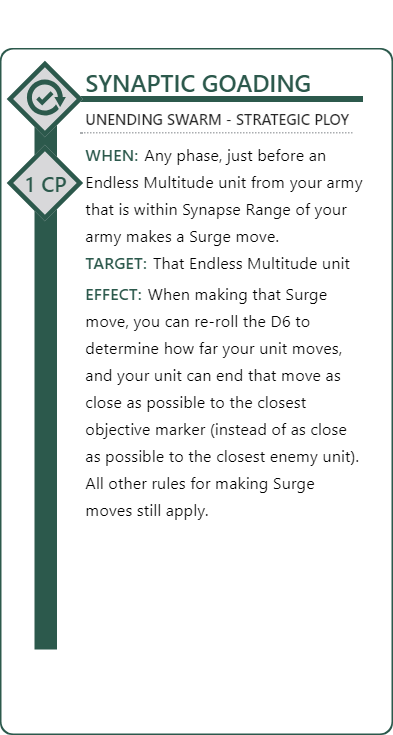 SYNAPTIC GOADING
UNENDING SWARM - STRATEGIC PLOY
WHEN: Any phase, just before an
1 CP
Endless Multitude unit from your army
that is within Synapse Range of your
army makes a Surge move.
TARGET: That Endless Multitude unit
EFFECT: When making that Surge
move, you can re-roll the D6 to
determine how far your unit moves,
and your unit can end that move as
close as possible to the closest
objective marker (instead of as close
as possible to the closest enemy unit).
All other rules for making Surge
moves still apply.